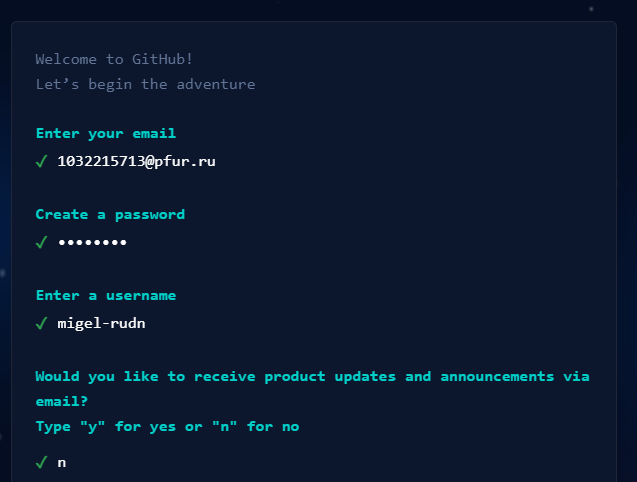 Welcome to GitHub!
Let’s begin the adventure
Enter your email
✓ 1032215713@pfur.ru
Create a password
✓ ••••••••
Enter a username
✓ migel-rudn
Would you like to receive product updates and announcements via
email?
Type "y" for yes or "n" for no
✓ n